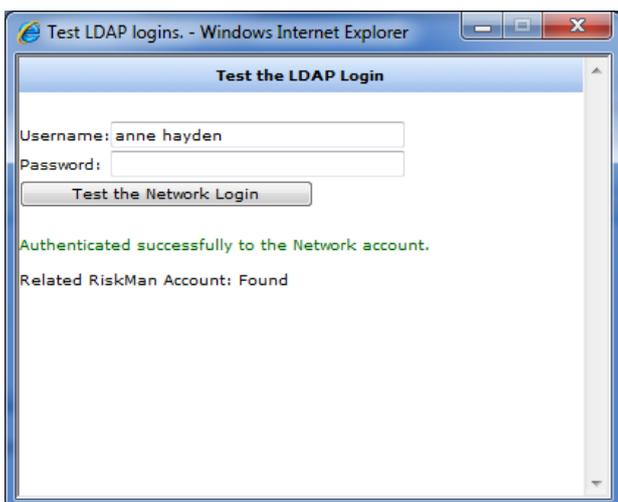 Test LDAP logins. - Windows Internet Explorer
Test the LDAP Login
Username: anne hayden
Password:
Test the Network Login
Authenticated successfully to the Network account.
Related RiskMan Account: Found